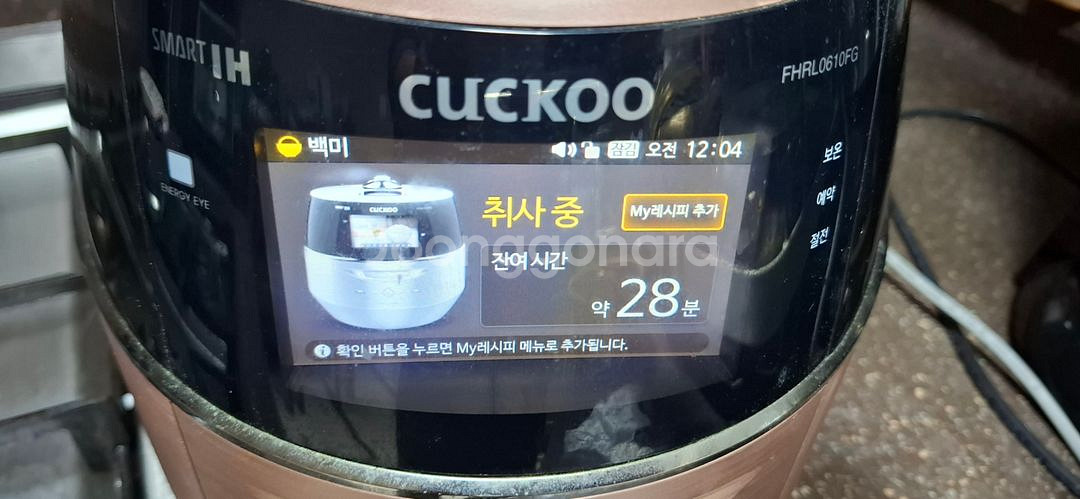 SMART IH
CUCKOO
FHRL0610FG
백미
잠김 오전 12:04
ENERGY EYE
CUCKOO
취사 중
My레시피 추가
잔여시간
약 28분
확인 버튼을 누르면 My레시피 메뉴로 추가됩니다.
보온
예약
절전
Joonggonara